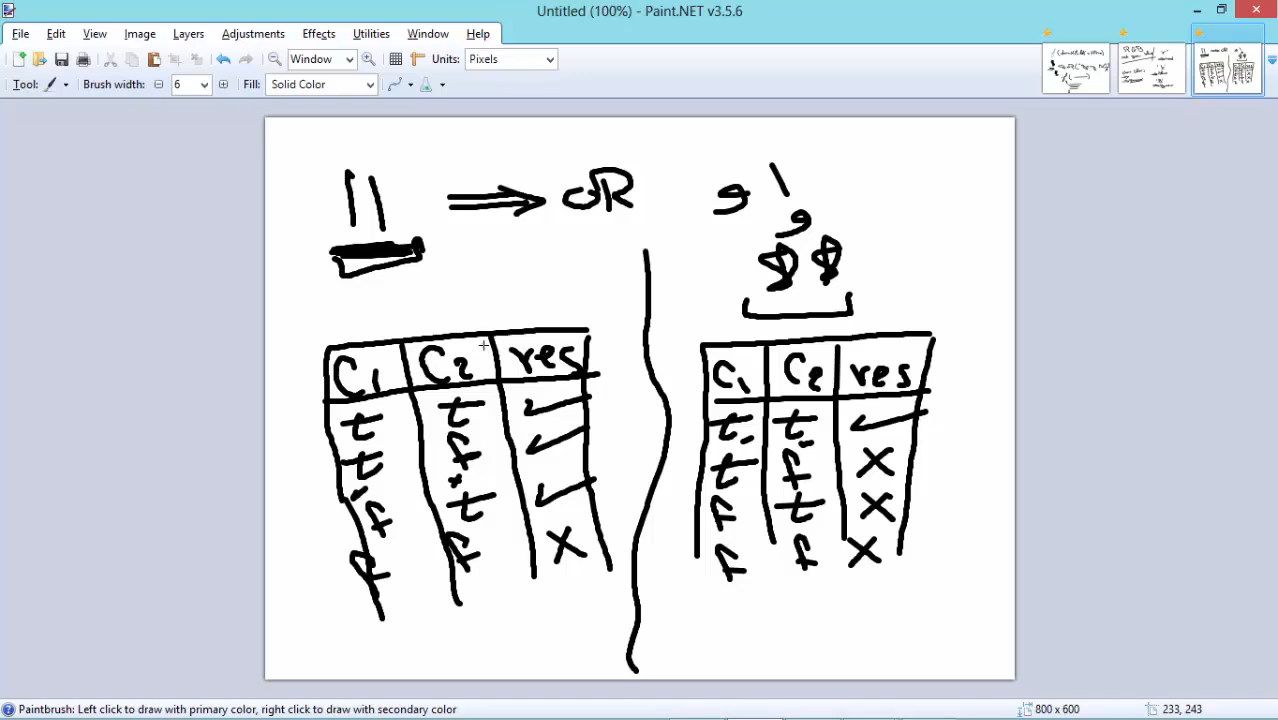 Untitled (100%) - Paint.NET v3.5.6
File Edit View Image Layers Adjustments Effects Utilities Window Help
Window Units: Pixels
Tool: Brush width: 6 Fill: Solid Color
|| ⇒ OR
C1 C2 res
t t ✓
t f ✓
f t ✓
f f X
C1 C2 res
t t ✓
t f X
f t X
f f X
Paintbrush: Left click to draw with primary color, right click to draw with secondary color 800 x 600 233, 243